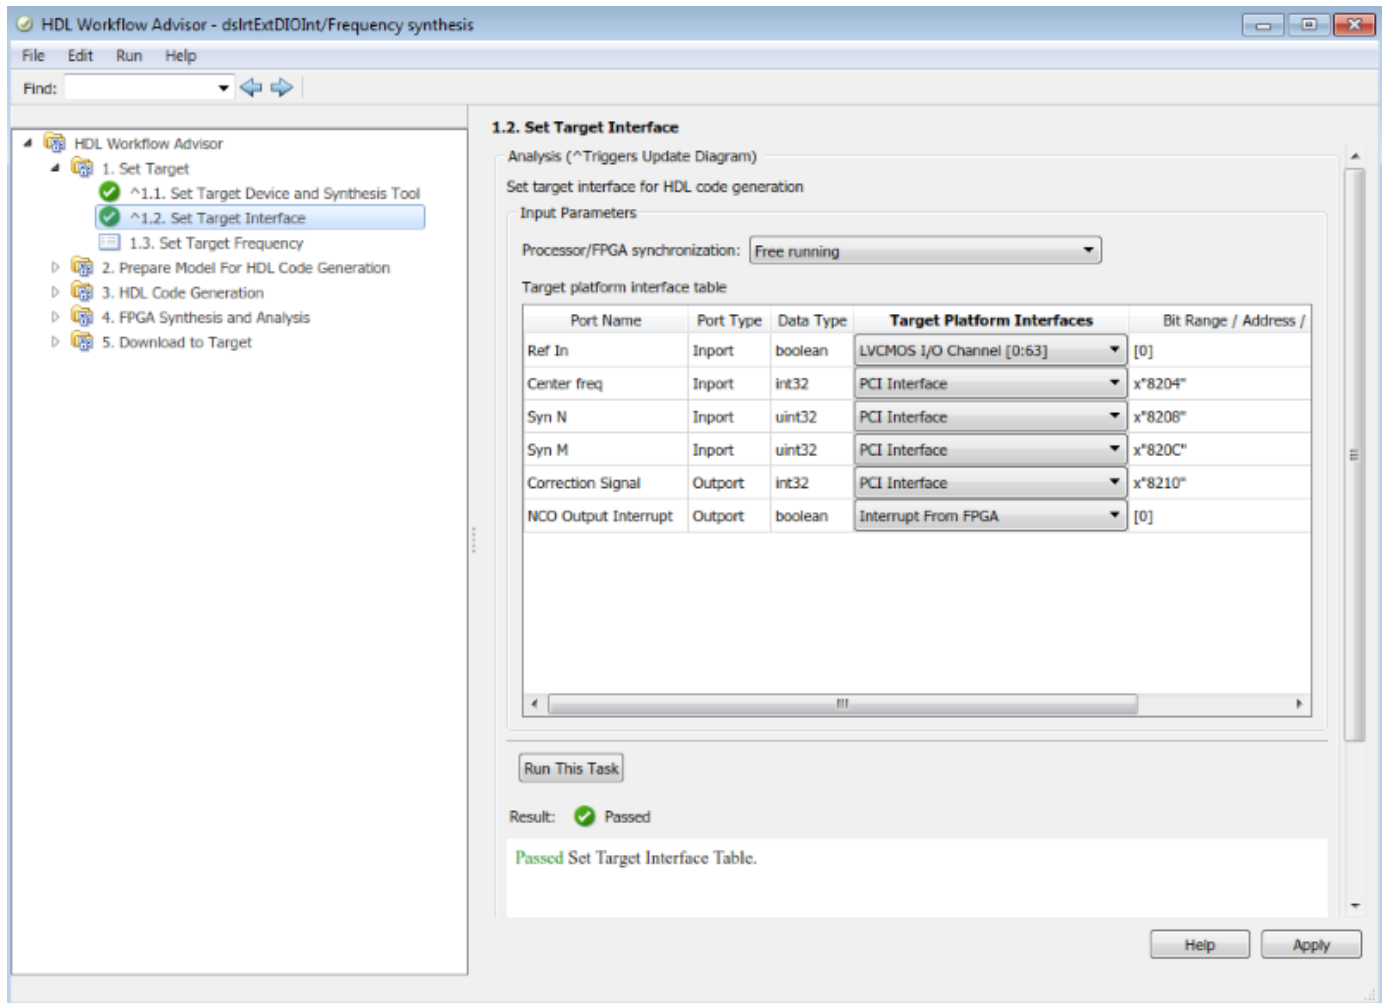 HDL Workflow Advisor - dslrtExtDIOInt/Frequency synthesis
File Edit Run Help
Find:
HDL Workflow Advisor
1. Set Target
^1.1. Set Target Device and Synthesis Tool
^1.2. Set Target Interface
1.3. Set Target Frequency
2. Prepare Model For HDL Code Generation
3. HDL Code Generation
4. FPGA Synthesis and Analysis
5. Download to Target
1.2. Set Target Interface
Analysis (^Triggers Update Diagram)
Set target interface for HDL code generation
Input Parameters
Processor/FPGA synchronization: Free running
Target platform interface table
Port Name Port Type Data Type Target Platform Interfaces Bit Range / Address /
Ref In Inport boolean LVCMOS I/O Channel [0:63] [0]
Center freq Inport int32 PCI Interface x"8204"
Syn N Inport uint32 PCI Interface x"8208"
Syn M Inport uint32 PCI Interface x"820C"
Correction Signal Outport int32 PCI Interface x"8210"
NCO Output Interrupt Outport boolean Interrupt From FPGA [0]
Run This Task
Result: Passed
Passed Set Target Interface Table.
Help Apply